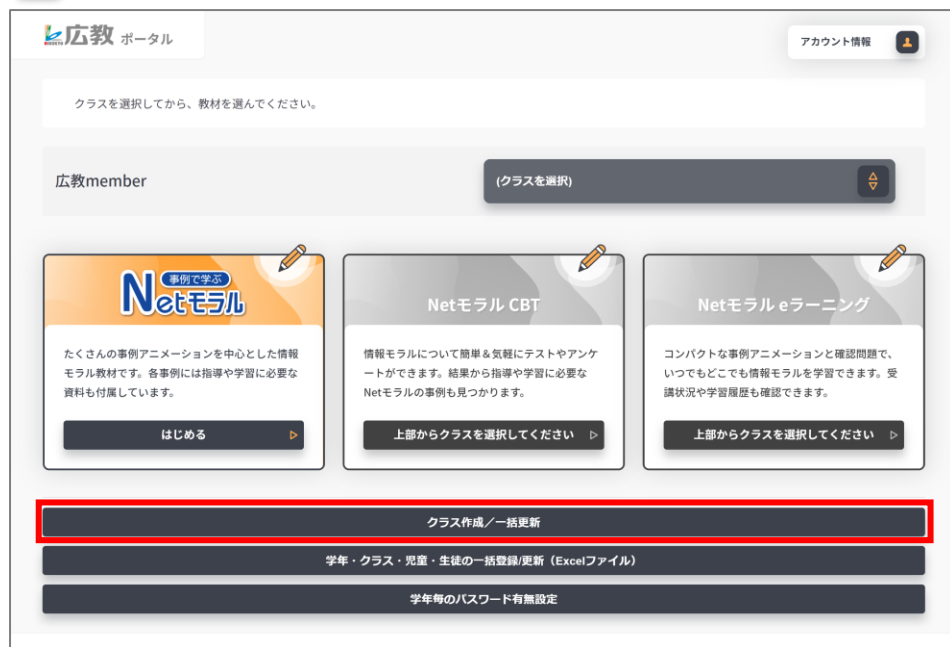 広教 ポータル
アカウント情報
クラスを選択してから、教材を選んでください。
広教member
(クラスを選択)
事例で学ぶ
Netモラル
たくさんの事例アニメーションを中心とした情報
モラル教材です。各事例には指導や学習に必要な
資料も付属しています。
はじめる
Netモラル CBT
情報モラルについて簡単&気軽にテストやアンケ
ートができます。結果から指導や学習に必要な
Netモラルの事例も見つかります。
上部からクラスを選択してください
Netモラル eラーニング
コンパクトな事例アニメーションと確認問題で、
いつでもどこでも情報モラルを学習できます。受
講状況や学習履歴も確認できます。
上部からクラスを選択してください
クラス作成／一括更新
学年・クラス・児童・生徒の一括登録/更新（Excelファイル）
学年毎のパスワード有無設定